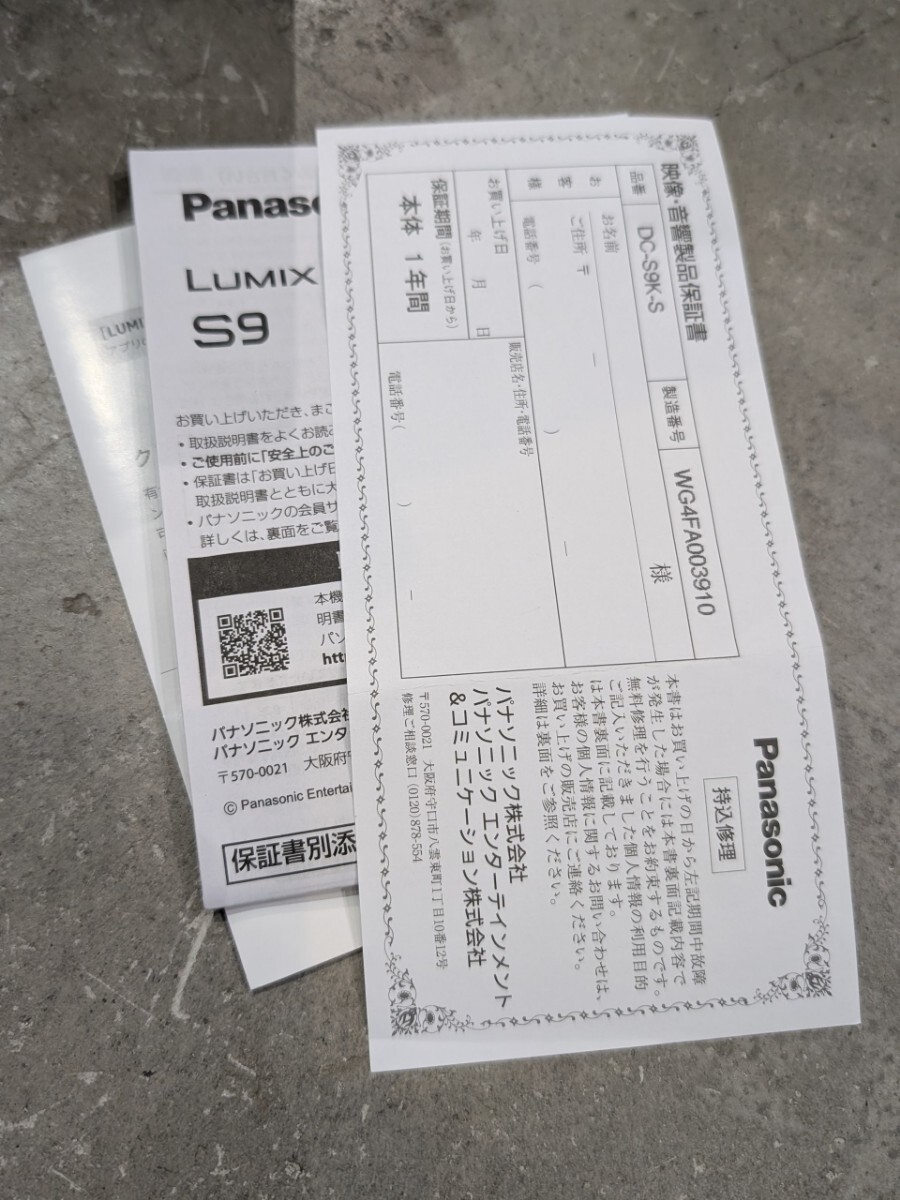 [LUMI
アプリ
Panaso
LUMIX
S9
お買い上げいただき、まこ
• 取扱説明書をよくお読み
• ご使用前に「安全上のご
• 保証書は「お買い上げ日
取扱説明書とともに大
• パナソニックの会員サ
詳しくは、裏面をご覧
本機
明書
パソ
htt
パナソニック株式会社
パナソニック エンタ
〒570-0021 大阪府守
© Panasonic Entertai
保証書別添
映像・音響製品保証書
品番 DC-S9K-S 製造番号 WG4FA003910
お客様
お名前 様
ご住所 〒 －
電話番号 ( ) －
お買い上げ日 年 月 日
保証期間 (お買い上げ日から)
本体 1年間
販売店名・住所・電話番号
電話番号( ) －
Panasonic
持込修理
本書はお買い上げの日から左記期間中故障
が発生した場合には本書裏面記載内容で
無料修理を行うことをお約束するものです。
ご記入いただきました個人情報の利用目的
は本書裏面に記載しております。
お客様の個人情報に関するお問い合わせは、
お買い上げの販売店にご連絡ください。
詳細は裏面をご参照ください。
パナソニック株式会社
パナソニック エンターテインメント
&コミュニケーション株式会社
〒570-0021 大阪府守口市八雲東町1丁目10番12号
修理ご相談窓口 (0120)878-554